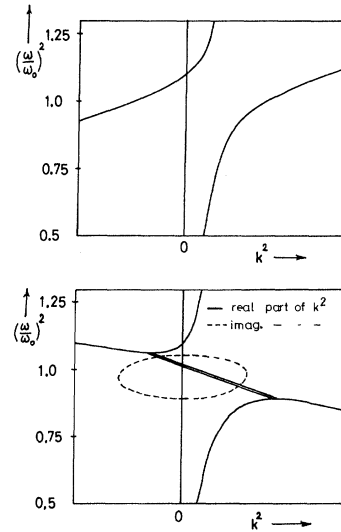 1.25
(ω/ω₀)²
1.0
0.75
0.5
0
k² →
1.25
(ω/ω₀)²
1.0
0.75
0,5
0
k² →
— real part of k²
---- imag. – · –